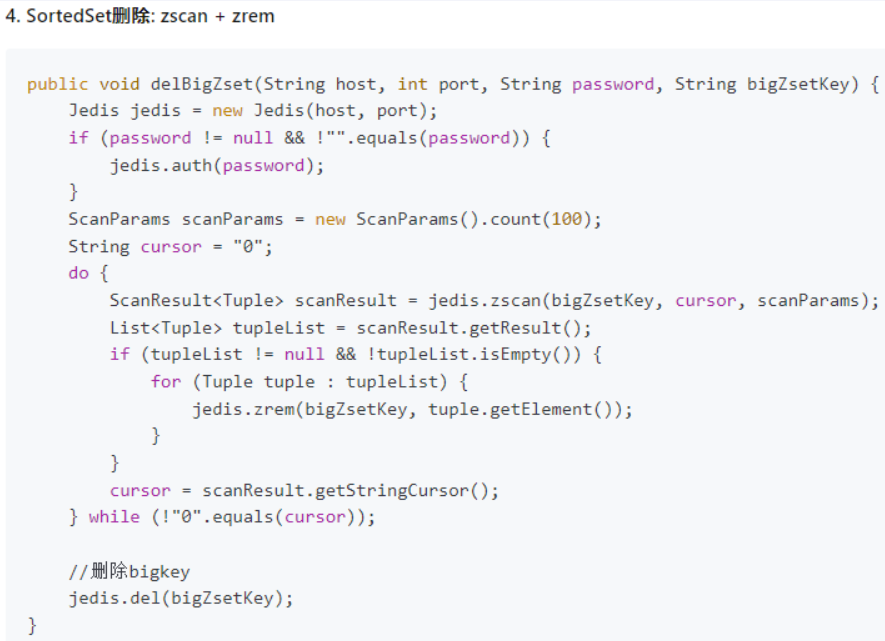 4. SortedSet删除: zscan + zrem
public void delBigZset(String host, int port, String password, String bigZsetKey) {
    Jedis jedis = new Jedis(host, port);
    if (password != null && !"".equals(password)) {
        jedis.auth(password);
    }
    ScanParams scanParams = new ScanParams().count(100);
    String cursor = "0";
    do {
        ScanResult<Tuple> scanResult = jedis.zscan(bigZsetKey, cursor, scanParams);
        List<Tuple> tupleList = scanResult.getResult();
        if (tupleList != null && !tupleList.isEmpty()) {
            for (Tuple tuple : tupleList) {
                jedis.zrem(bigZsetKey, tuple.getElement());
            }
        }
        cursor = scanResult.getStringCursor();
    } while (!"0".equals(cursor));
    //删除bigkey
    jedis.del(bigZsetKey);
}